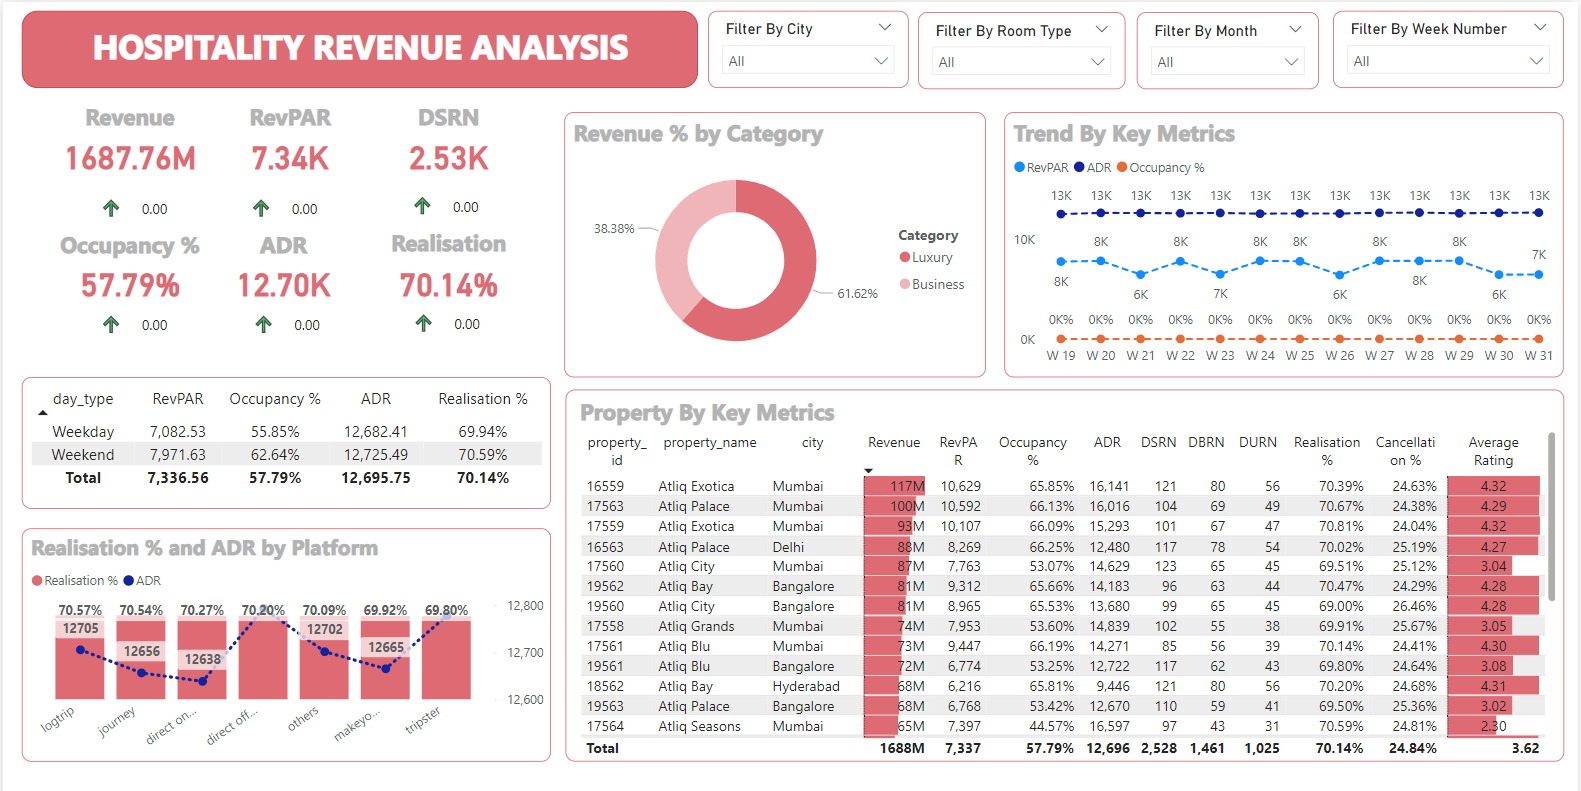 HOSPITALITY REVENUE ANALYSIS
Filter By City
All
Filter By Room Type
All
Filter By Month
All
Filter By Week Number
All
Revenue RevPAR DSRN
1687.76M 7.34K 2.53K
0.00 0.00 0.00
Occupancy % ADR Realisation
57.79% 12.70K 70.14%
0.00 0.00 0.00
Revenue % by Category
38.38%
61.62%
Category
Luxury
Business
Trend By Key Metrics
RevPAR ADR Occupancy %
13K 13K 13K 13K 13K 13K 13K 13K 13K 13K 13K 13K 13K
10K
8K 8K 8K 8K 8K 8K
7K
8K 6K 7K 6K 8K 6K
0K% 0K% 0K% 0K% 0K% 0K% 0K% 0K% 0K% 0K% 0K% 0K% 0K%
0K
W 19 W 20 W 21 W 22 W 23 W 24 W 25 W 26 W 27 W 28 W 29 W 30 W 31
day_type RevPAR Occupancy % ADR Realisation %
Weekday 7,082.53 55.85% 12,682.41 69.94%
Weekend 7,971.63 62.64% 12,725.49 70.59%
Total 7,336.56 57.79% 12,695.75 70.14%
Realisation % and ADR by Platform
Realisation % ADR
70.57% 70.54% 70.27% 70.20% 70.09% 69.92% 69.80%
12705 12656 12638 12702 12665
12,800
12,700
12,600
logtrip journey direct on... direct off... others makeyo... tripster
Property By Key Metrics
property_ property_name city Revenue RevPA Occupancy ADR DSRN DBRN DURN Realisation Cancellati Average
id R % % on % Rating
16559 Atliq Exotica Mumbai 117M 10,629 65.85% 16,141 121 80 56 70.39% 24.63% 4.32
17563 Atliq Palace Mumbai 100M 10,592 66.13% 16,016 104 69 49 70.67% 24.38% 4.29
17559 Atliq Exotica Mumbai 93M 10,107 66.09% 15,293 101 67 47 70.81% 24.04% 4.32
16563 Atliq Palace Delhi 88M 8,269 66.25% 12,480 117 78 54 70.02% 25.19% 4.27
17560 Atliq City Mumbai 87M 7,763 53.07% 14,629 123 65 45 69.51% 25.12% 3.04
19562 Atliq Bay Bangalore 81M 9,312 65.66% 14,183 96 63 44 70.47% 24.29% 4.28
19560 Atliq City Bangalore 81M 8,965 65.53% 13,680 99 65 45 69.00% 26.46% 4.28
17558 Atliq Grands Mumbai 74M 7,953 53.60% 14,839 102 55 38 69.91% 25.67% 3.05
17561 Atliq Blu Mumbai 73M 9,447 66.19% 14,271 85 56 39 70.14% 24.41% 4.30
19561 Atliq Blu Bangalore 72M 6,774 53.25% 12,722 117 62 43 69.80% 24.64% 3.08
18562 Atliq Bay Hyderabad 68M 6,216 65.81% 9,446 121 80 56 70.20% 24.68% 4.31
19563 Atliq Palace Bangalore 68M 6,768 53.42% 12,670 110 59 41 69.50% 25.36% 3.02
17564 Atliq Seasons Mumbai 65M 7,397 44.57% 16,597 97 43 31 70.59% 24.81% 2.30
Total 1688M 7,337 57.79% 12,696 2,528 1,461 1,025 70.14% 24.84% 3.62